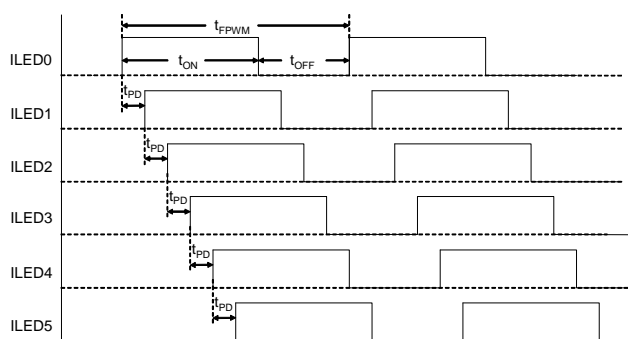 tFPWM
ILED0
tON
tOFF
tPD
ILED1
tPD
ILED2
tPD
ILED3
tPD
ILED4
tPD
ILED5